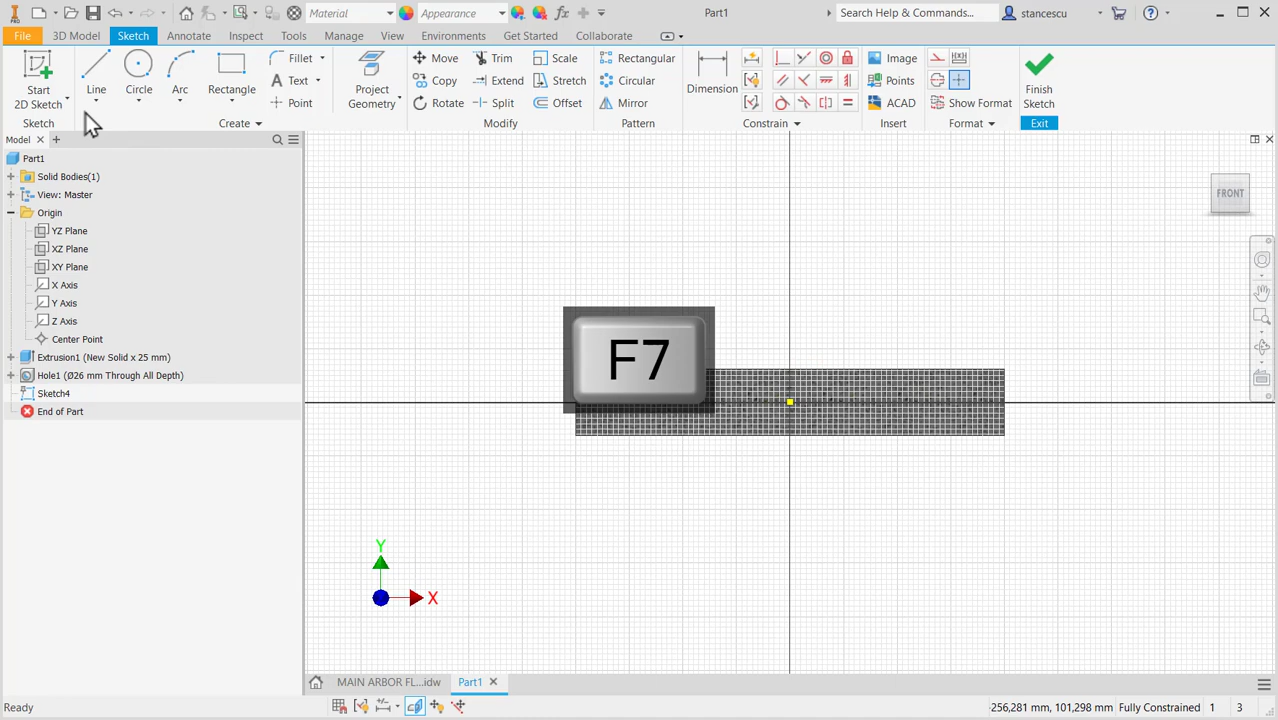 PRO
Material
Appearance
Part1
Search Help & Commands...
stancescu
File
3D Model
Sketch
Annotate
Inspect
Tools
Manage
View
Environments
Get Started
Collaborate
Start
2D Sketch
Line
Circle
Arc
Rectangle
Fillet
Text
Point
Project
Geometry
Move
Copy
Rotate
Trim
Extend
Split
Scale
Stretch
Offset
Rectangular
Circular
Mirror
Dimension
Image
Points
ACAD
Show Format
Finish
Sketch
Sketch
Create
Modify
Pattern
Constrain
Insert
Format
Exit
Model
Part1
Solid Bodies(1)
View: Master
Origin
YZ Plane
XZ Plane
XY Plane
X Axis
Y Axis
Z Axis
Center Point
Extrusion1 (New Solid x 25 mm)
Hole1 (Ø26 mm Through All Depth)
Sketch4
End of Part
FRONT
F7
Y
X
MAIN ARBOR FL...idw
Part1
Ready
-256,281 mm, 101,298 mm
Fully Constrained
1
3